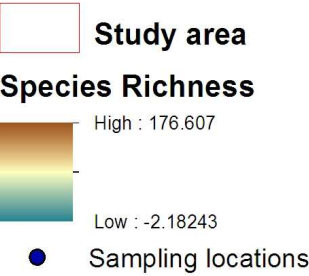 Study area
Species Richness
High : 176.607
Low : -2.18243
Sampling locations